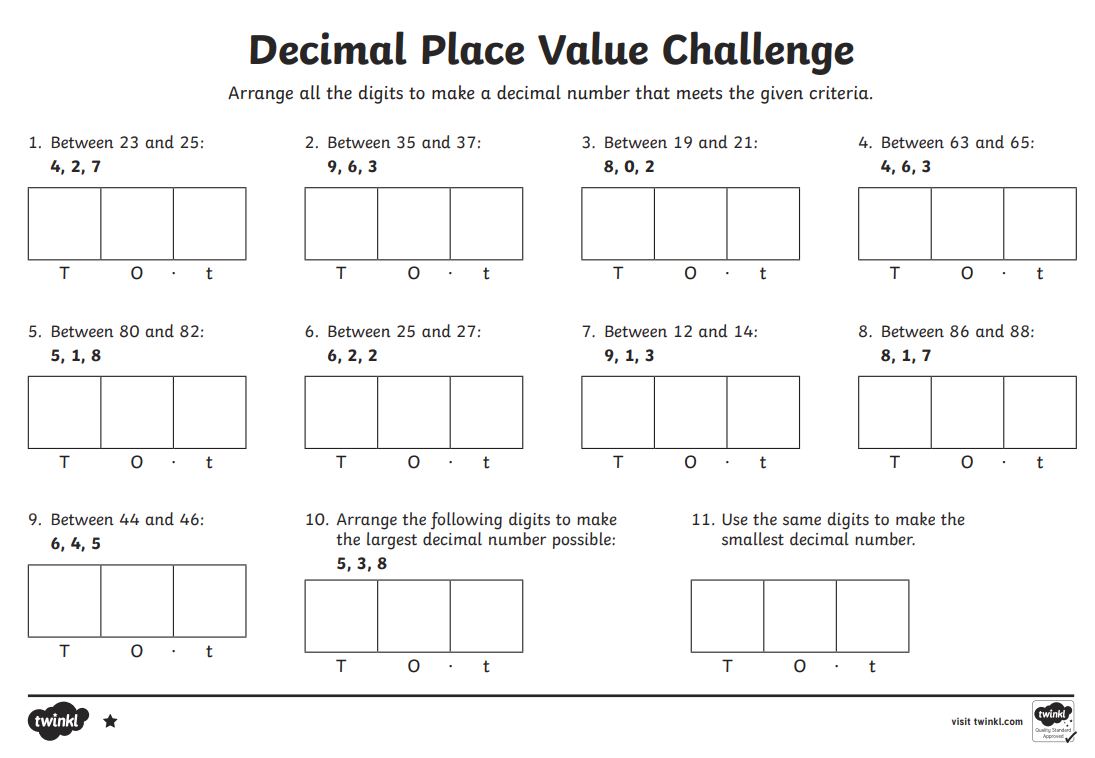 Decimal Place Value Challenge
Arrange all the digits to make a decimal number that meets the given criteria.
1. Between 23 and 25:
4, 2, 7
T O · t
2. Between 35 and 37:
9, 6, 3
T O · t
3. Between 19 and 21:
8, 0, 2
T O · t
4. Between 63 and 65:
4, 6, 3
T O · t
5. Between 80 and 82:
5, 1, 8
T O · t
6. Between 25 and 27:
6, 2, 2
T O · t
7. Between 12 and 14:
9, 1, 3
T O · t
8. Between 86 and 88:
8, 1, 7
T O · t
9. Between 44 and 46:
6, 4, 5
T O · t
10. Arrange the following digits to make
the largest decimal number possible:
5, 3, 8
T O · t
11. Use the same digits to make the
smallest decimal number.
T O · t
twinkl
visit twinkl.com
twinkl
Quality Standard
Approved